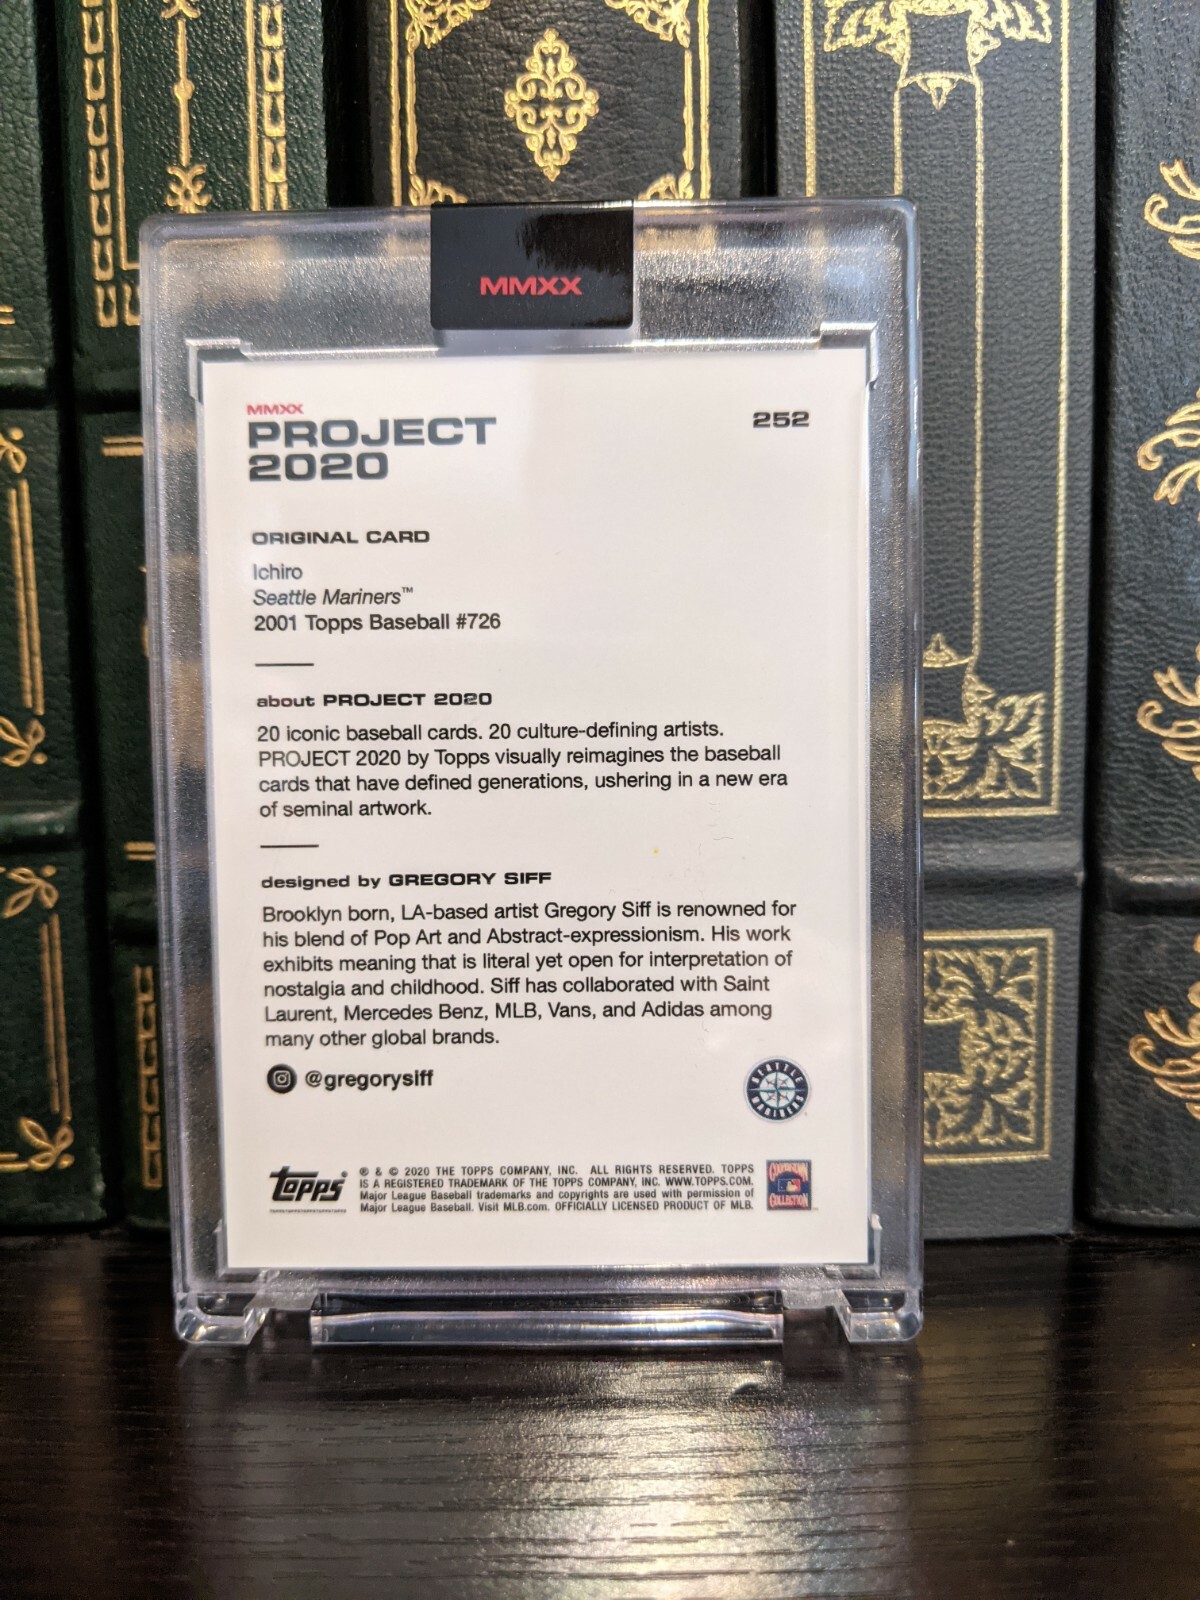 MMXX
MMXX
PROJECT
2020
252
ORIGINAL CARD
Ichiro
Seattle Mariners™
2001 Topps Baseball #726
about PROJECT 2020
20 iconic baseball cards. 20 culture-defining artists.
PROJECT 2020 by Topps visually reimagines the baseball
cards that have defined generations, ushering in a new era
of seminal artwork.
designed by GREGORY SIFF
Brooklyn born, LA-based artist Gregory Siff is renowned for
his blend of Pop Art and Abstract-expressionism. His work
exhibits meaning that is literal yet open for interpretation of
nostalgia and childhood. Siff has collaborated with Saint
Laurent, Mercedes Benz, MLB, Vans, and Adidas among
many other global brands.
@gregorysiff
SEATTLE
MARINERS
Topps®
® & © 2020 THE TOPPS COMPANY, INC. ALL RIGHTS RESERVED. TOPPS
IS A REGISTERED TRADEMARK OF THE TOPPS COMPANY, INC. WWW.TOPPS.COM.
Major League Baseball trademarks and copyrights are used with permission of
Major League Baseball. Visit MLB.com. OFFICIALLY LICENSED PRODUCT OF MLB.
COOPERSTOWN
COLLECTION